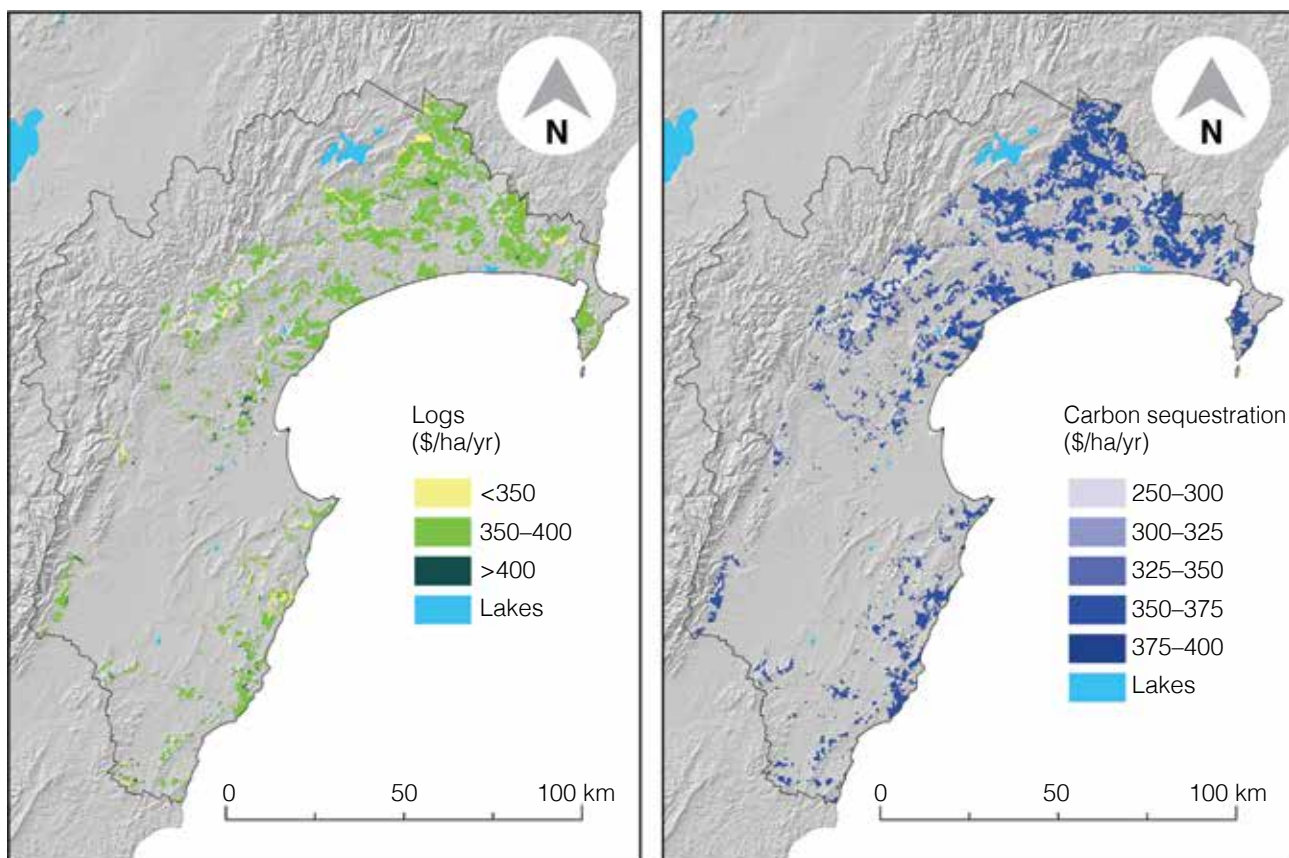 N
Logs
($/ha/yr)
<350
350–400
>400
Lakes
0 50 100 km
N
Carbon sequestration
($/ha/yr)
250–300
300–325
325–350
350–375
375–400
Lakes
0 50 100 km